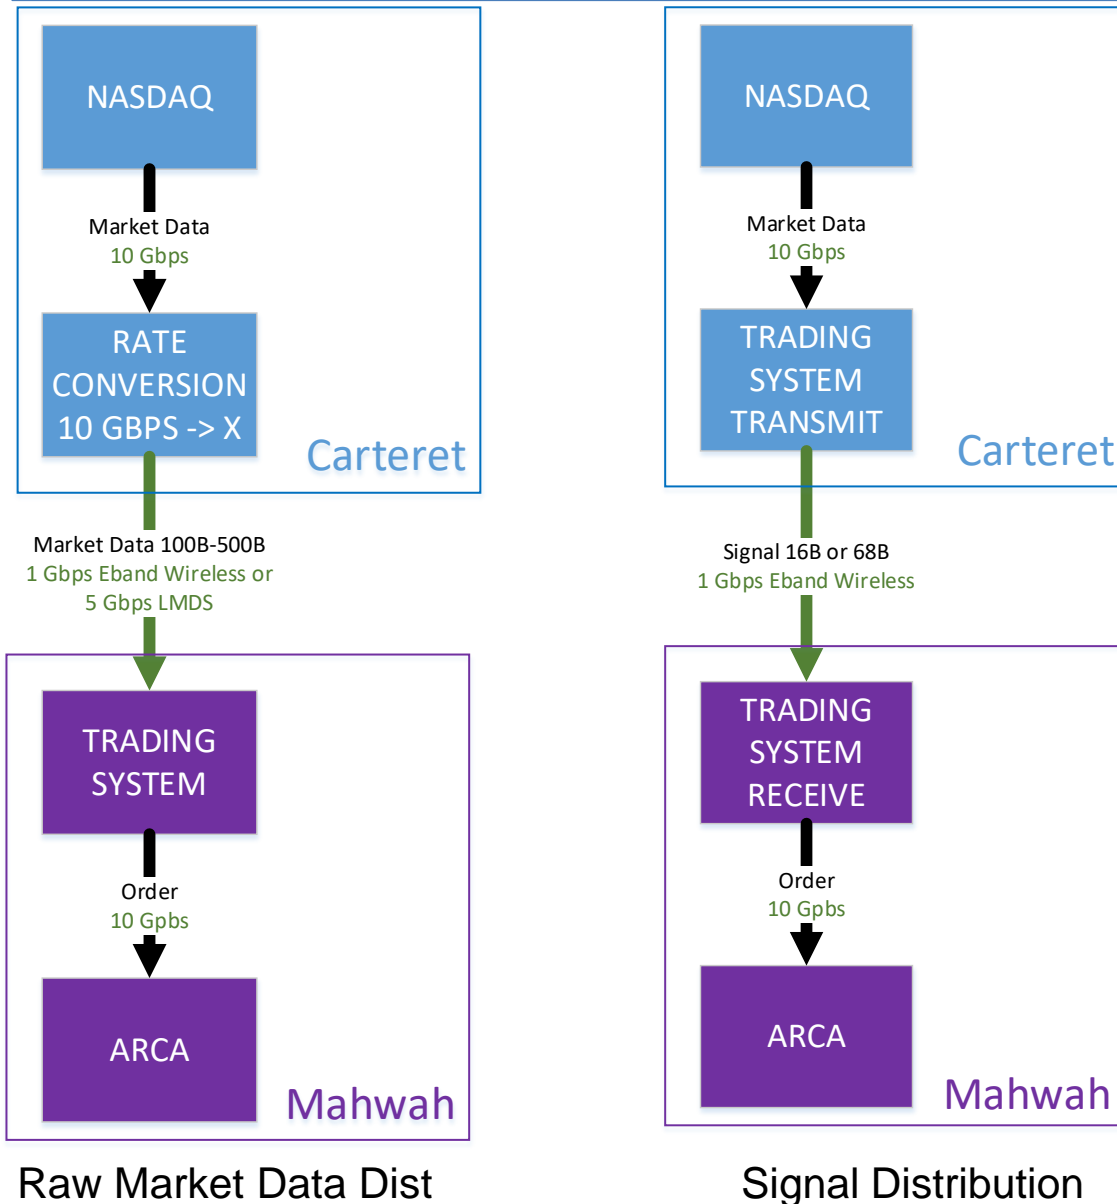 NASDAQ
Market Data
10 Gbps
RATE
CONVERSION
10 GBPS -> X
Carteret
Market Data 100B-500B
1 Gbps Eband Wireless or
5 Gbps LMDS
TRADING
SYSTEM
Order
10 Gpbs
ARCA
Mahwah
Raw Market Data Dist
NASDAQ
Market Data
10 Gbps
TRADING
SYSTEM
TRANSMIT
Carteret
Signal 16B or 68B
1 Gbps Eband Wireless
TRADING
SYSTEM
RECEIVE
Order
10 Gpbs
ARCA
Mahwah
Signal Distribution